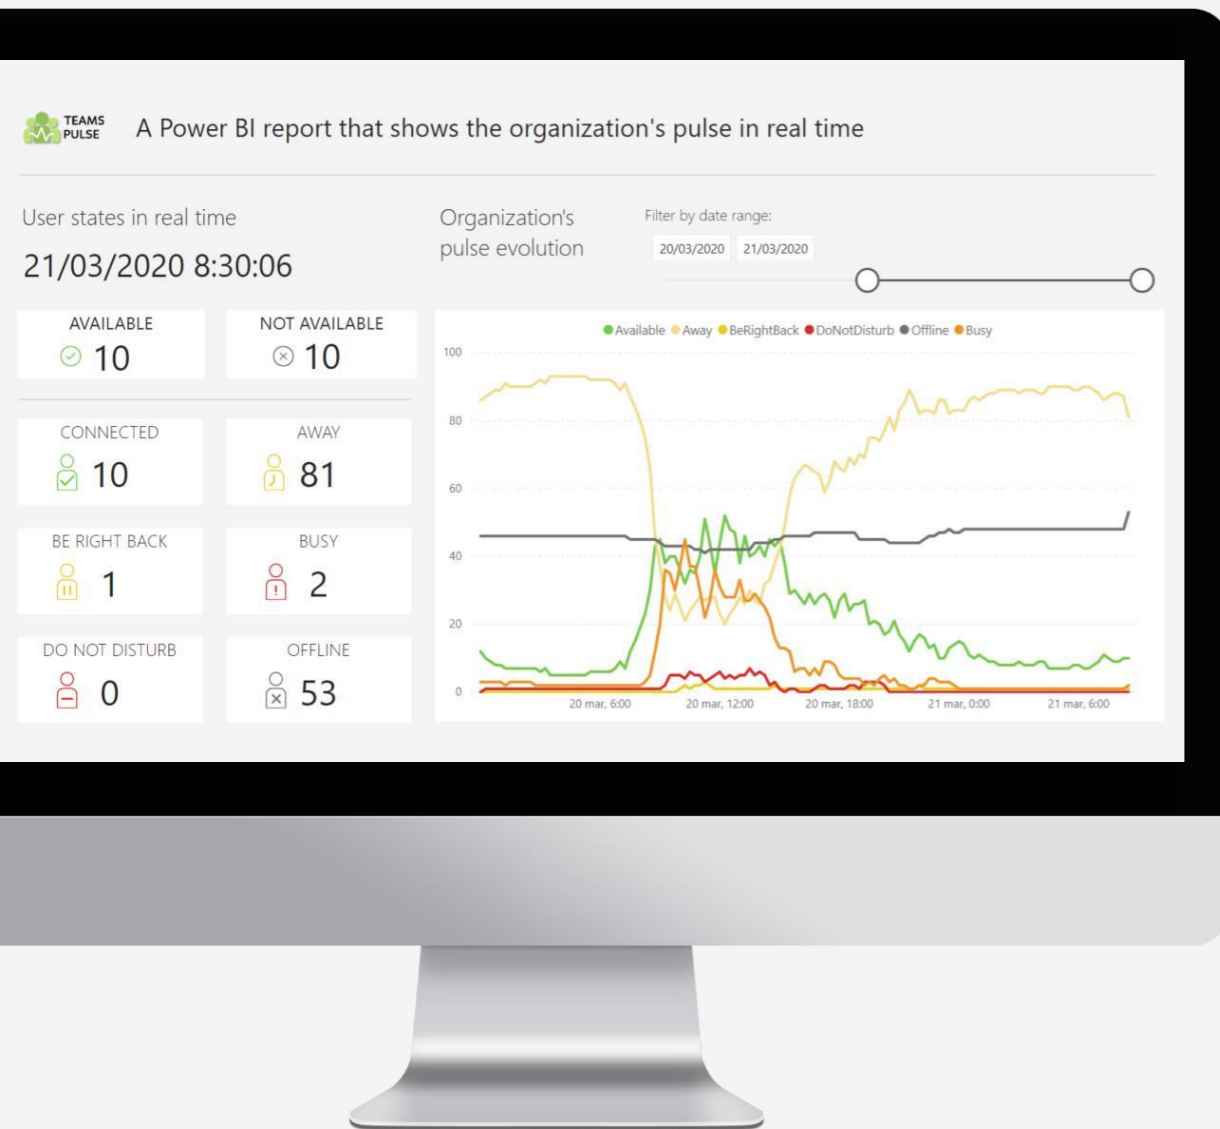 TEAMS
PULSE
A Power BI report that shows the organization's pulse in real time
User states in real time
21/03/2020 8:30:06
AVAILABLE
10
NOT AVAILABLE
10
CONNECTED
10
AWAY
81
BE RIGHT BACK
1
BUSY
2
DO NOT DISTURB
0
OFFLINE
53
Organization's
pulse evolution
Filter by date range:
20/03/2020 21/03/2020
Available Away BeRightBack DoNotDisturb Offline Busy
100
80
60
40
20
0
20 mar, 6:00 20 mar, 12:00 20 mar, 18:00 21 mar, 0:00 21 mar, 6:00